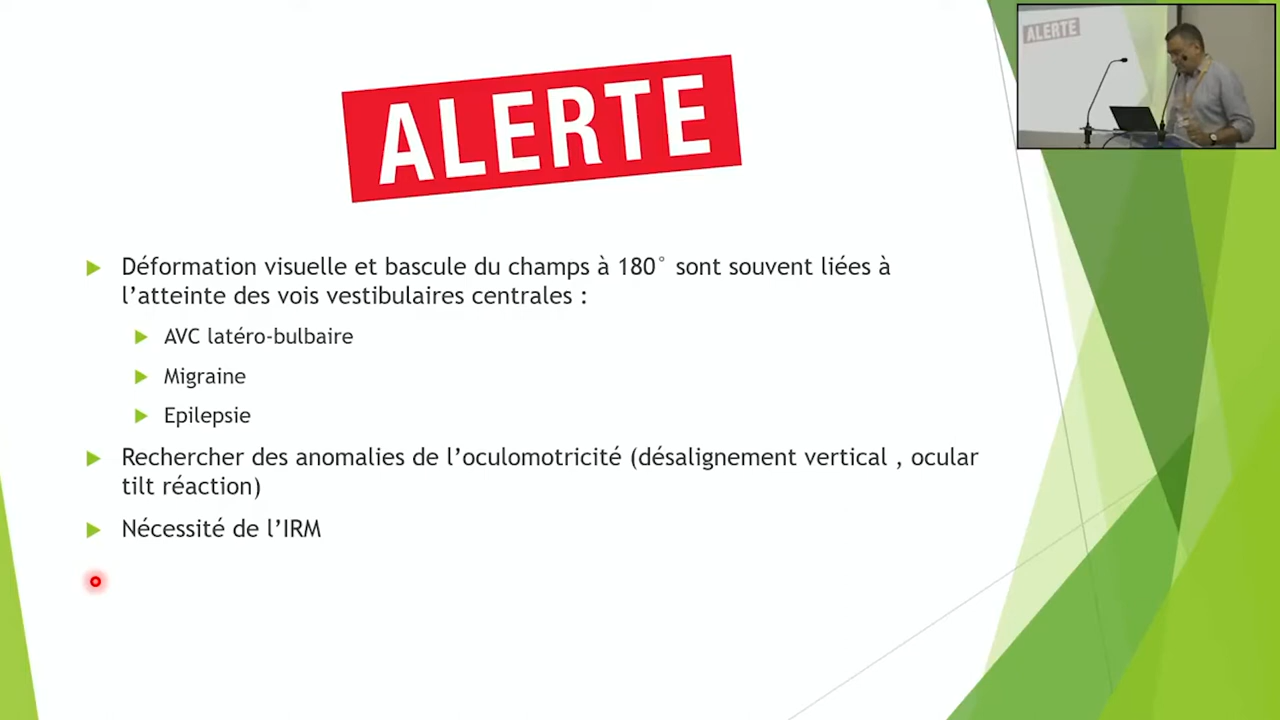 ALERTE
ALERTE
Déformation visuelle et bascule du champs à 180° sont souvent liées à
l'atteinte des vois vestibulaires centrales :
AVC latéro-bulbaire
Migraine
Epilepsie
Rechercher des anomalies de l'oculomotricité (désalignement vertical , ocular
tilt réaction)
Nécessité de l'IRM